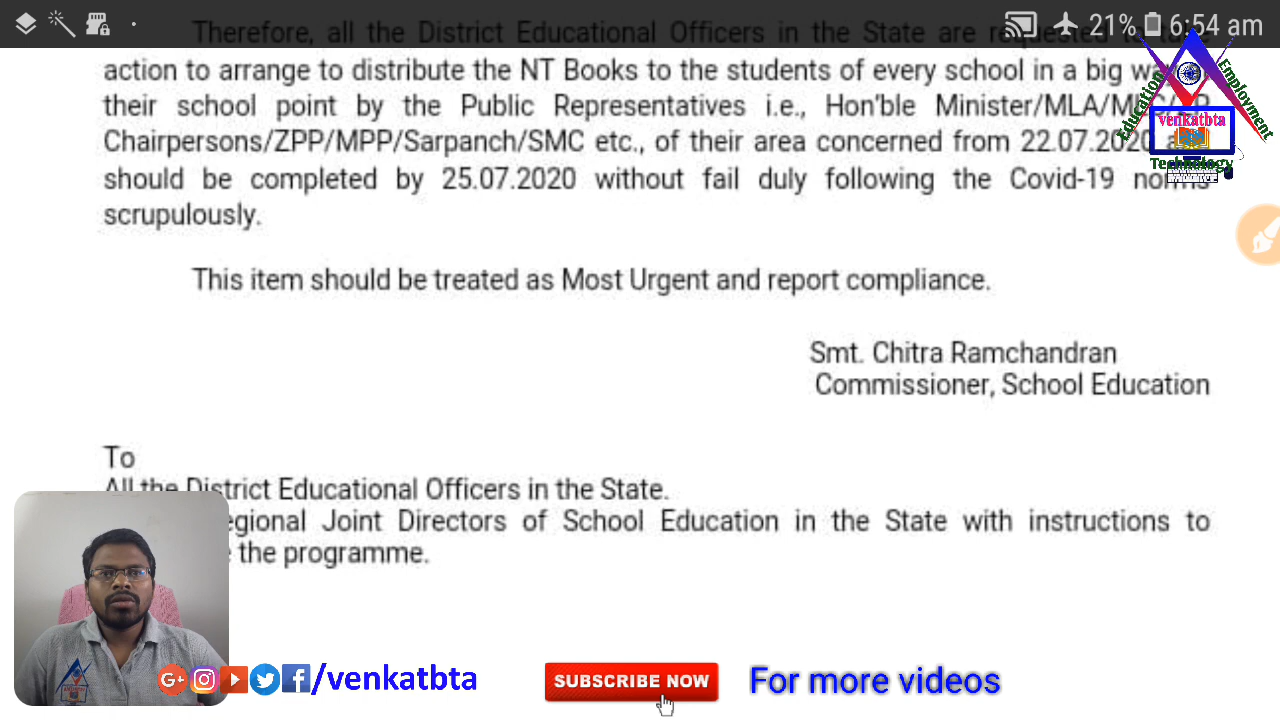 21% 6:54 am
Therefore, all the District Educational Officers in the State are requested
action to arrange to distribute the NT Books to the students of every school in a big way
their school point by the Public Representatives i.e., Hon'ble Minister/MLA/
Chairpersons/ZPP/MPP/Sarpanch/SMC etc., of their area concerned from 22.07.2020
should be completed by 25.07.2020 without fail duly following the Covid-19 norms
scrupulously.
This item should be treated as Most Urgent and report compliance.
Smt. Chitra Ramchandran
Commissioner, School Education
To
All the District Educational Officers in the State.
Regional Joint Directors of School Education in the State with instructions to
the programme.
Education
Employment
venkatbta
Technology
/venkatbta
SUBSCRIBE NOW
For more videos